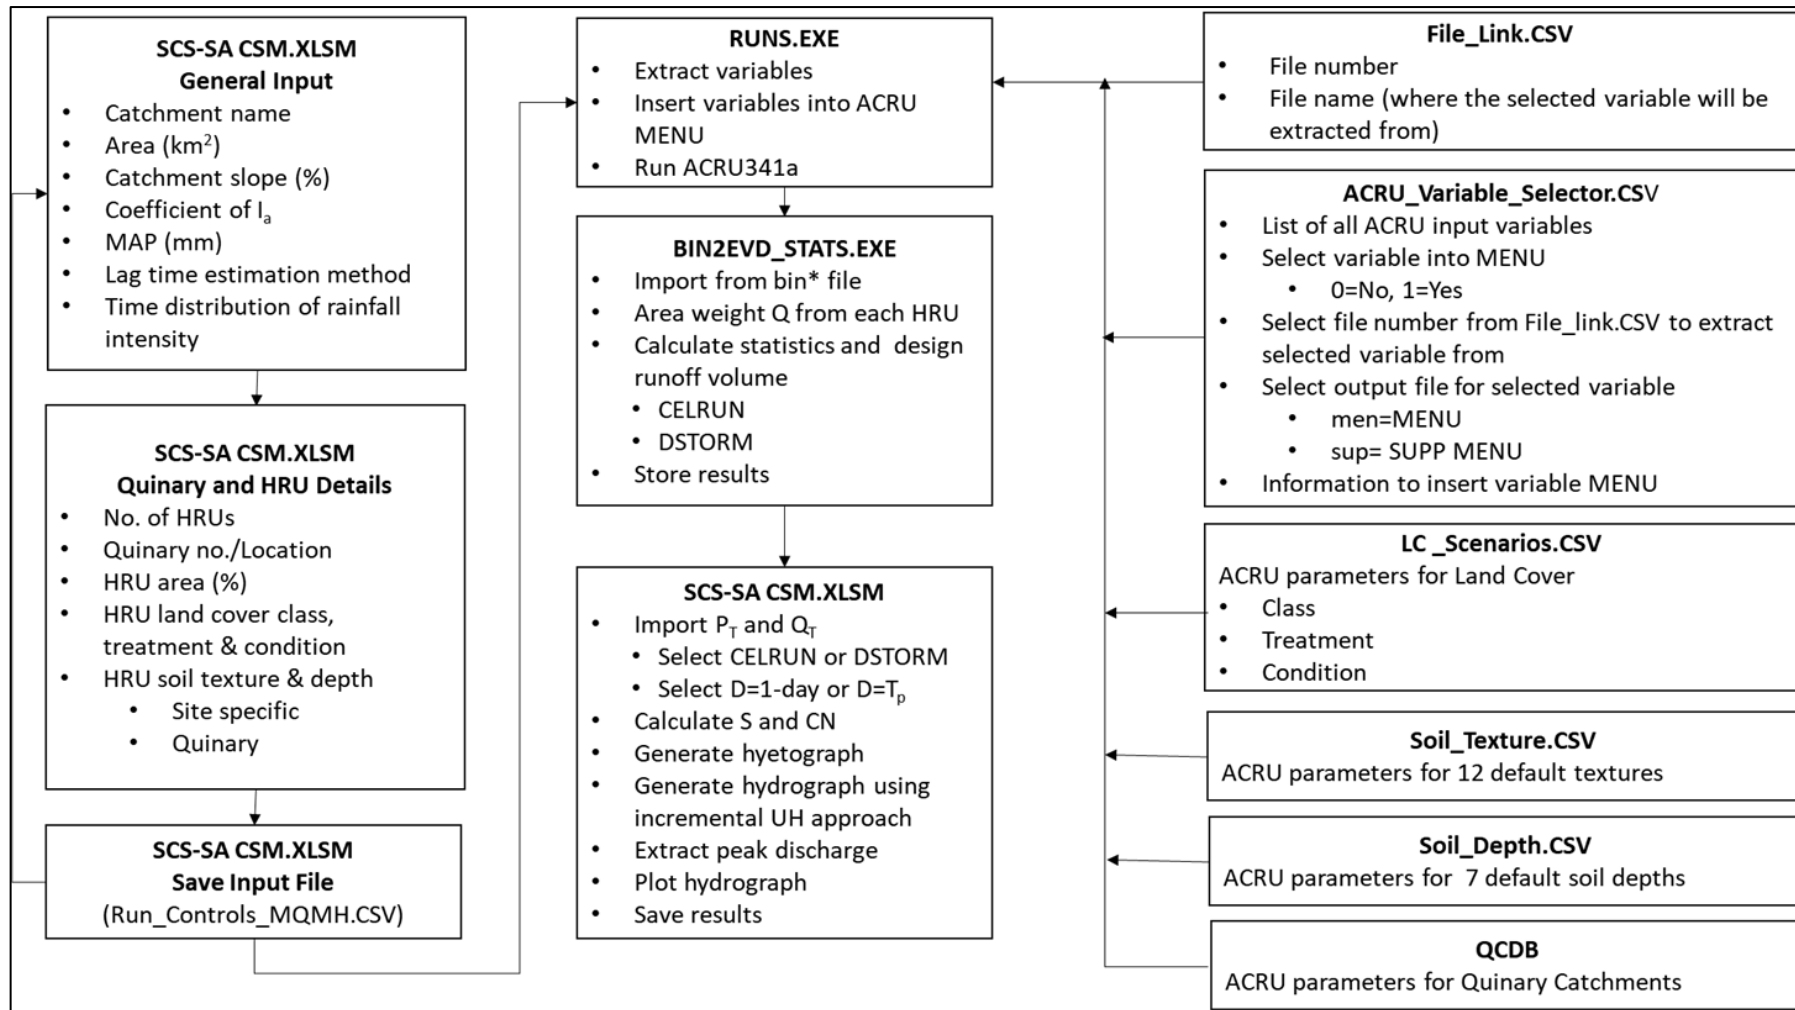 SCS-SA CSM.XLSM
General Input
• Catchment name
• Area (km²)
• Catchment slope (%)
• Coefficient of Iₐ
• MAP (mm)
• Lag time estimation method
• Time distribution of rainfall
intensity
SCS-SA CSM.XLSM
Quinary and HRU Details
• No. of HRUs
• Quinary no./Location
• HRU area (%)
• HRU land cover class,
treatment & condition
• HRU soil texture & depth
• Site specific
• Quinary
SCS-SA CSM.XLSM
Save Input File
(Run_Controls_MQMH.CSV)
RUNS.EXE
• Extract variables
• Insert variables into ACRU
MENU
• Run ACRU341a
BIN2EVD_STATS.EXE
• Import from bin* file
• Area weight Q from each HRU
• Calculate statistics and design
runoff volume
• CELRUN
• DSTORM
• Store results
SCS-SA CSM.XLSM
• Import P_T and Q_T
• Select CELRUN or DSTORM
• Select D=1-day or D=Tₚ
• Calculate S and CN
• Generate hyetograph
• Generate hydrograph using
incremental UH approach
• Extract peak discharge
• Plot hydrograph
• Save results
File_Link.CSV
• File number
• File name (where the selected variable will be
extracted from)
ACRU_Variable_Selector.CSV
• List of all ACRU input variables
• Select variable into MENU
• 0=No, 1=Yes
• Select file number from File_link.CSV to extract
selected variable from
• Select output file for selected variable
• men=MENU
• sup= SUPP MENU
• Information to insert variable MENU
LC _Scenarios.CSV
ACRU parameters for Land Cover
• Class
• Treatment
• Condition
Soil_Texture.CSV
ACRU parameters for 12 default textures
Soil_Depth.CSV
ACRU parameters for 7 default soil depths
QCDB
ACRU parameters for Quinary Catchments